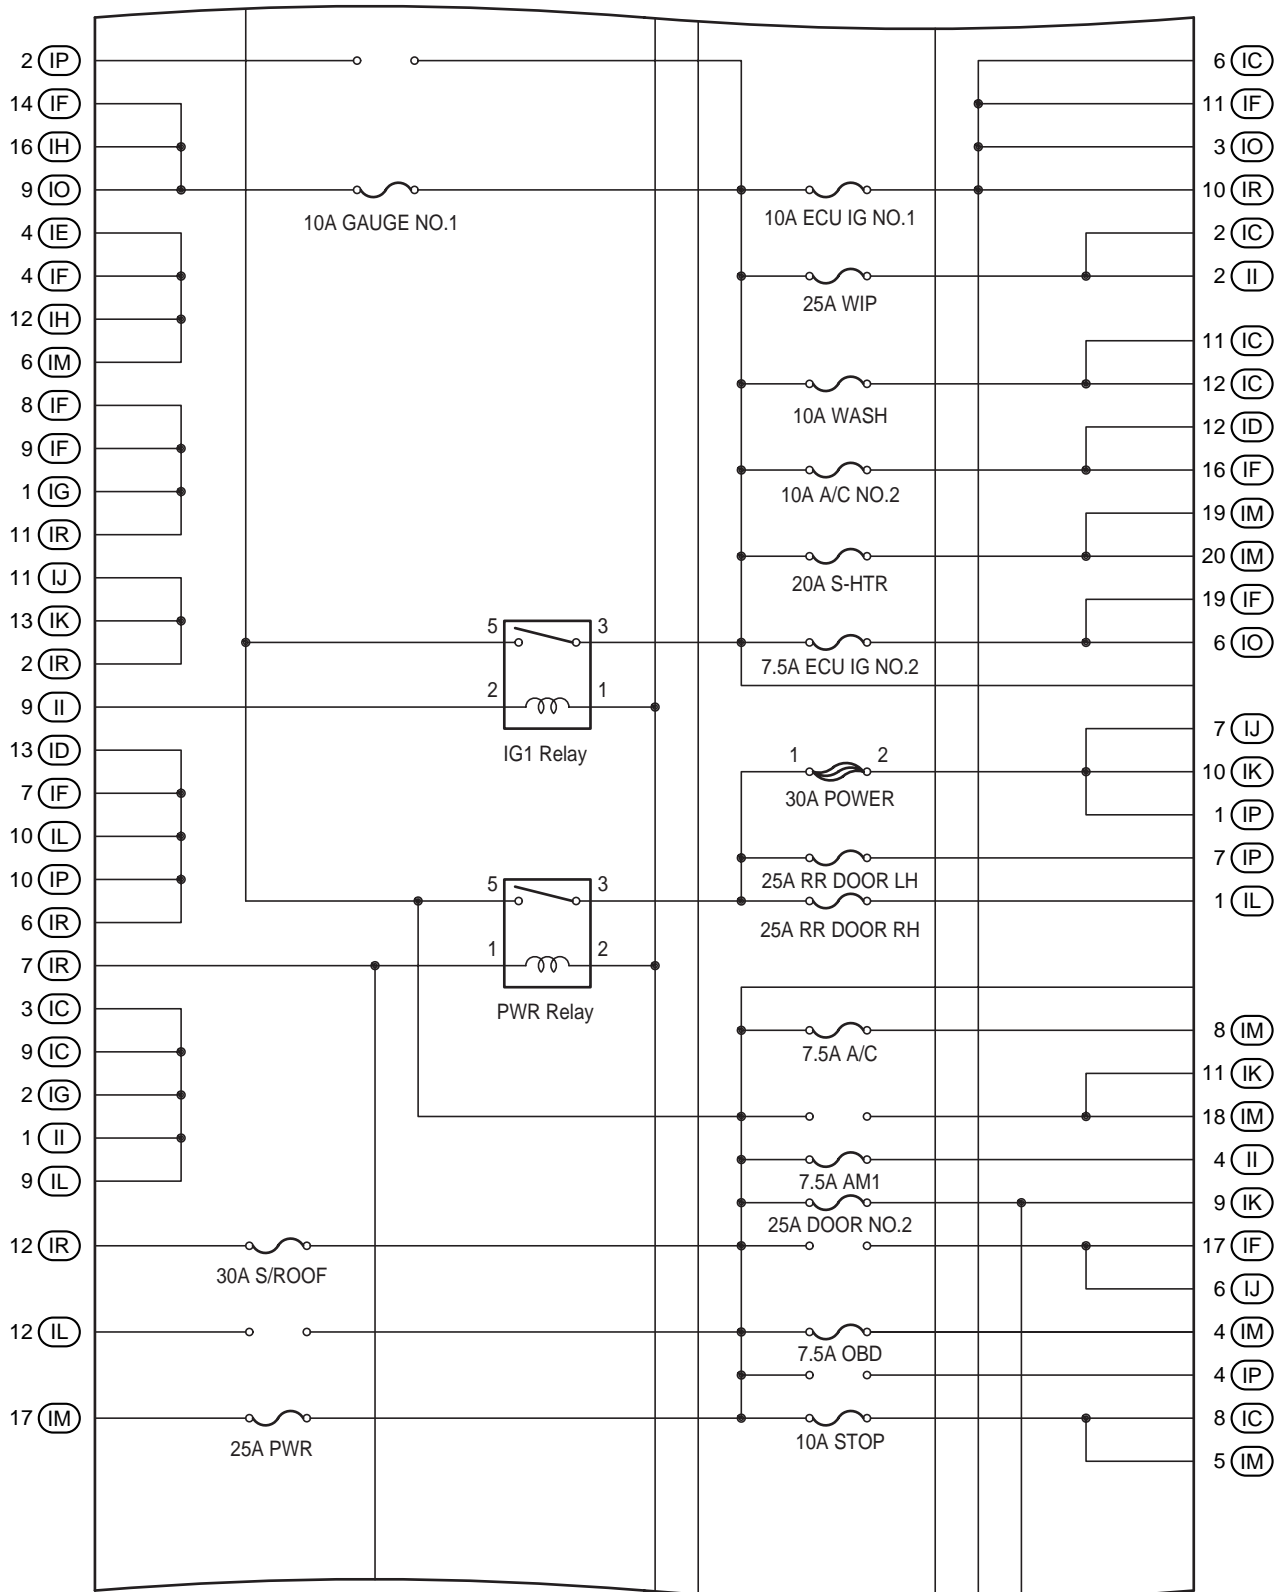 2 IP
6 IC
14 IF
11 IF
16 IH
3 IO
9 IO
10 IR
10A GAUGE NO.1
10A ECU IG NO.1
4 IE
2 IC
4 IF
2 II
25A WIP
12 IH
11 IC
6 IM
12 IC
8 IF
10A WASH
12 ID
9 IF
16 IF
1 IG
10A A/C NO.2
19 IM
11 IR
20 IM
11 IJ
20A S-HTR
19 IF
13 IK
5 3
6 IO
2 IR
7.5A ECU IG NO.2
9 II
2 1
7 IJ
13 ID
IG1 Relay
1 2
10 IK
7 IF
30A POWER
1 IP
10 IL
7 IP
10 IP
25A RR DOOR LH
5 3
1 IL
6 IR
25A RR DOOR RH
7 IR
1 2
3 IC
PWR Relay
8 IM
9 IC
7.5A A/C
11 IK
2 IG
18 IM
1 II
4 II
9 IL
7.5A AM1
9 IK
25A DOOR NO.2
12 IR
17 IF
30A S/ROOF
6 IJ
12 IL
4 IM
7.5A OBD
4 IP
17 IM
8 IC
25A PWR
10A STOP
5 IM